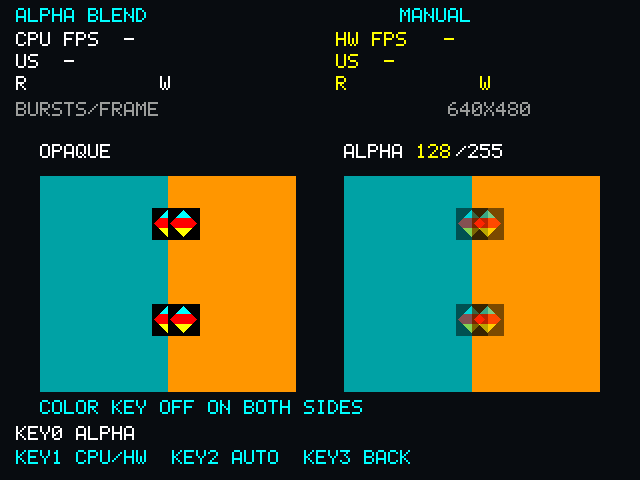 ALPHA BLEND MANUAL
CPU FPS - HW FPS -
US - US -
R W R W
BURSTS/FRAME 640X480
OPAQUE ALPHA 128/255
COLOR KEY OFF ON BOTH SIDES
KEY0 ALPHA
KEY1 CPU/HW KEY2 AUTO KEY3 BACK